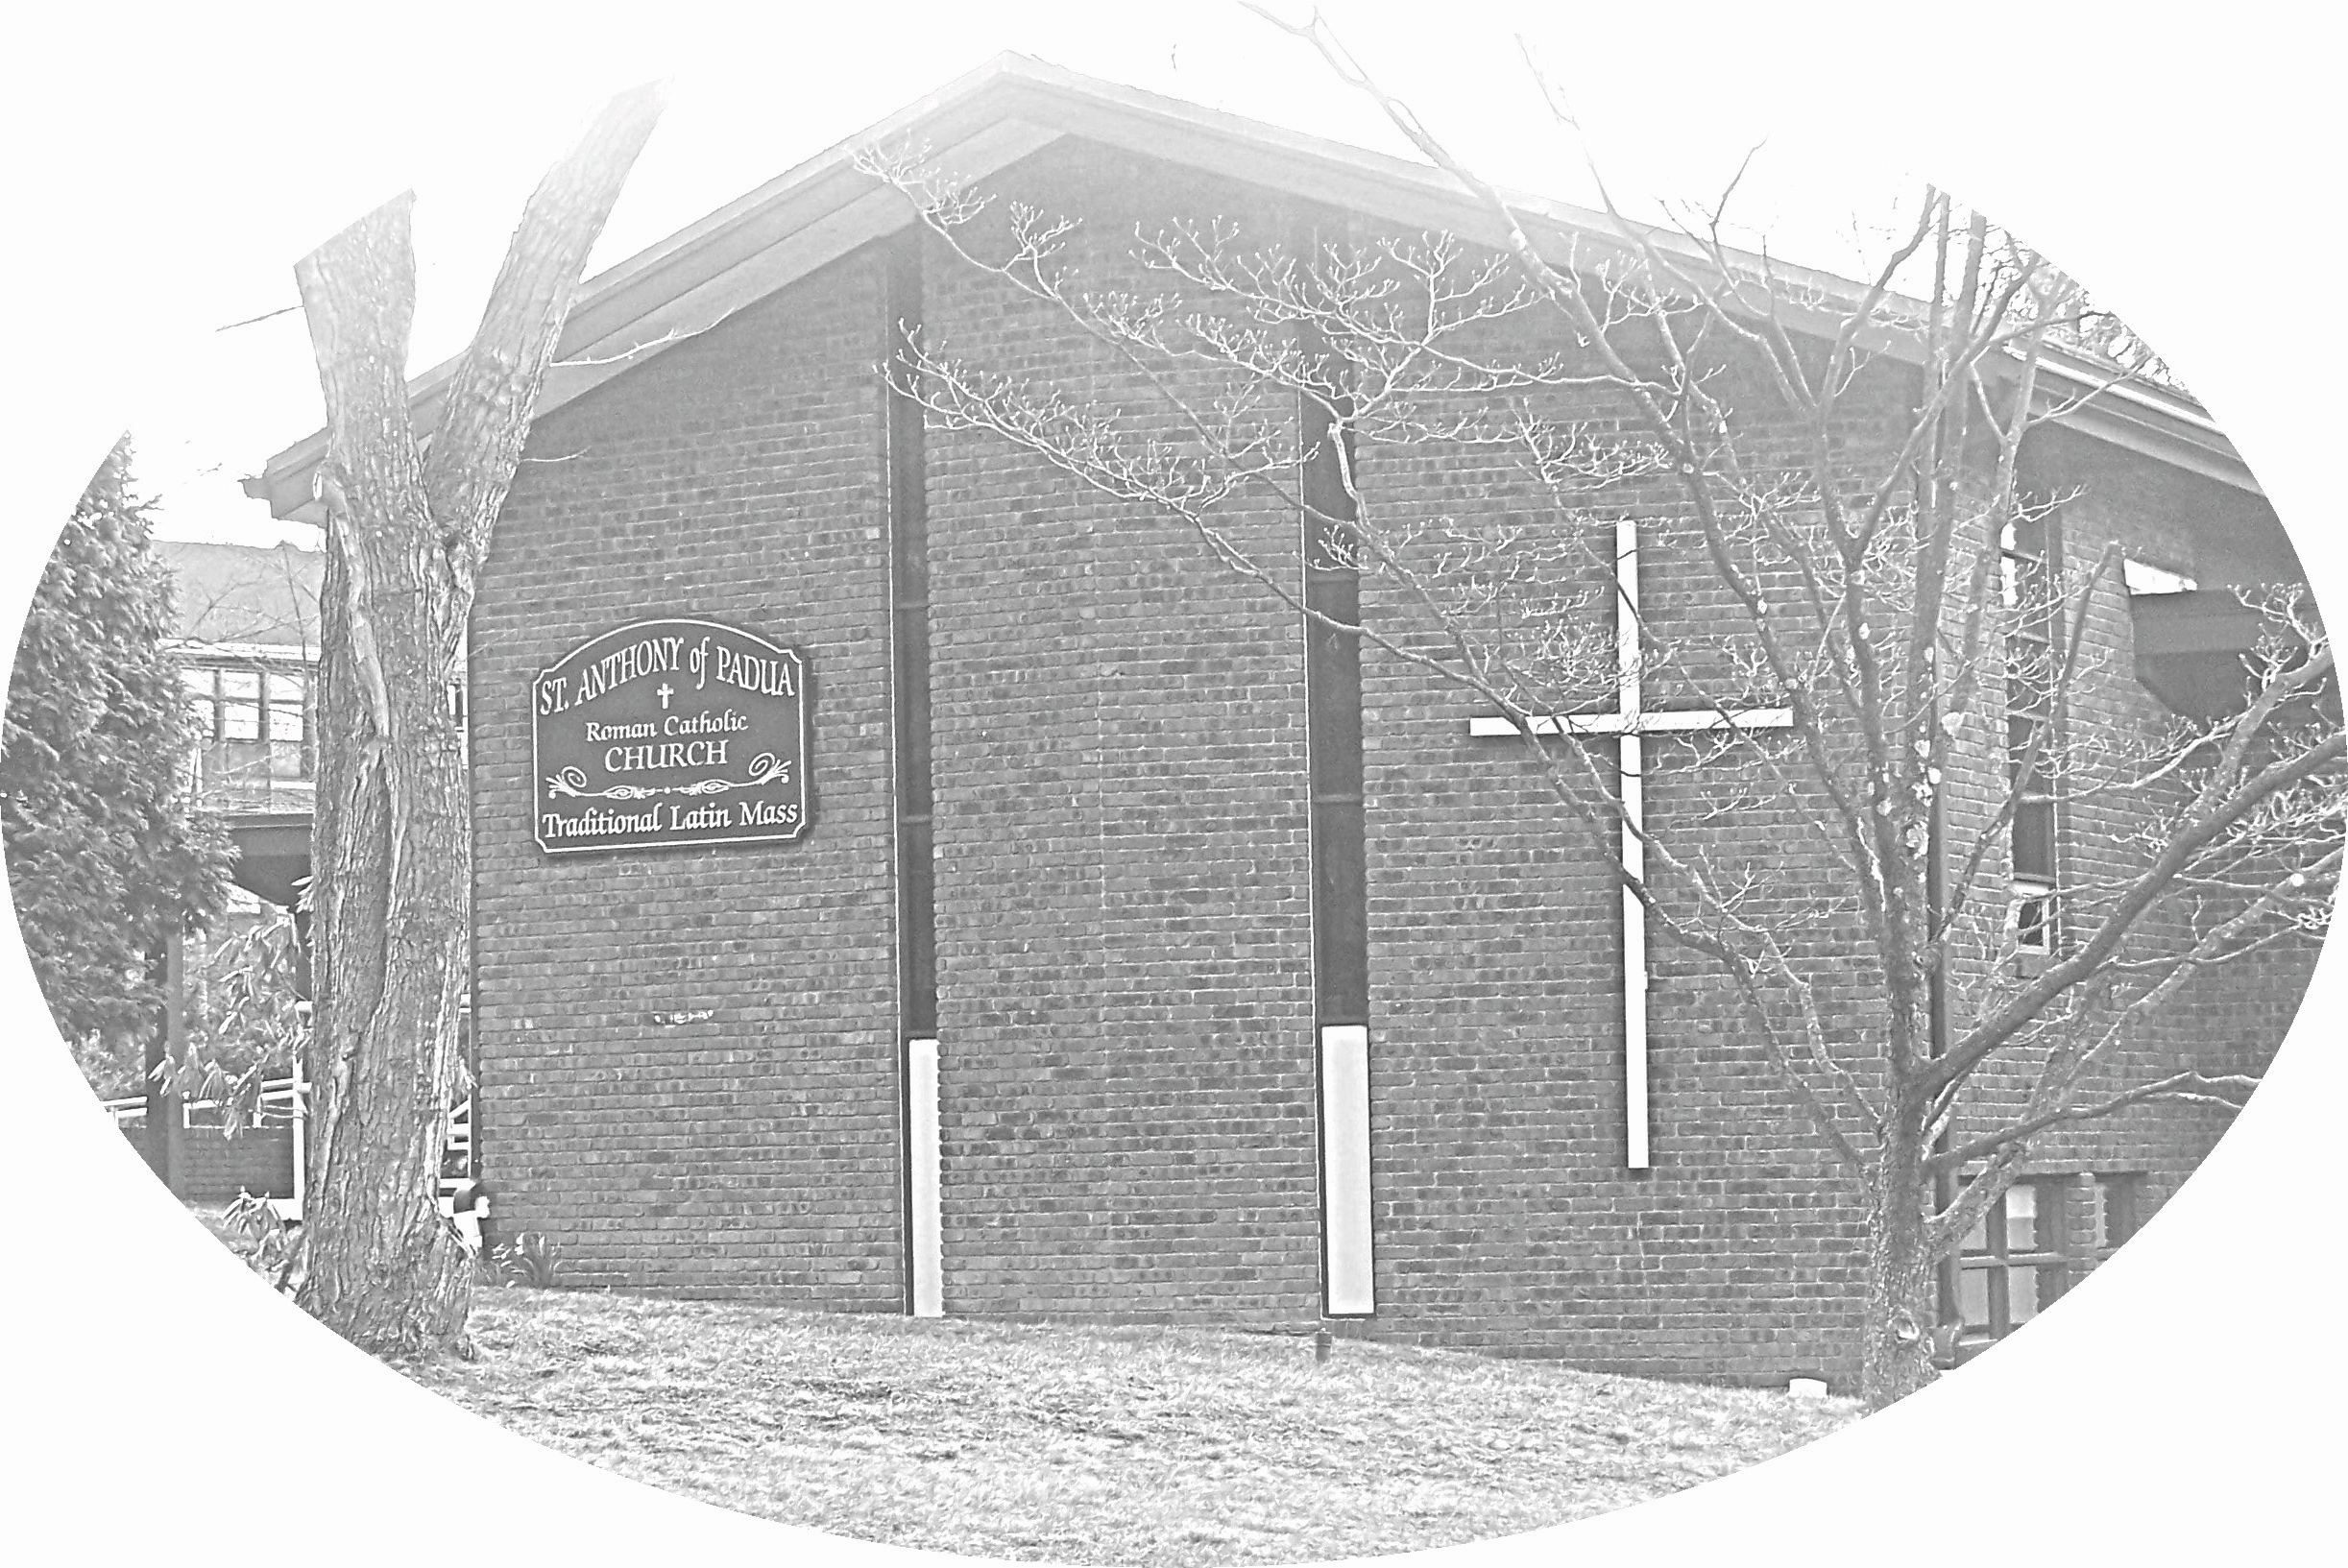 ST. ANTHONY of PADUA
Roman Catholic
CHURCH
Traditional Latin Mass